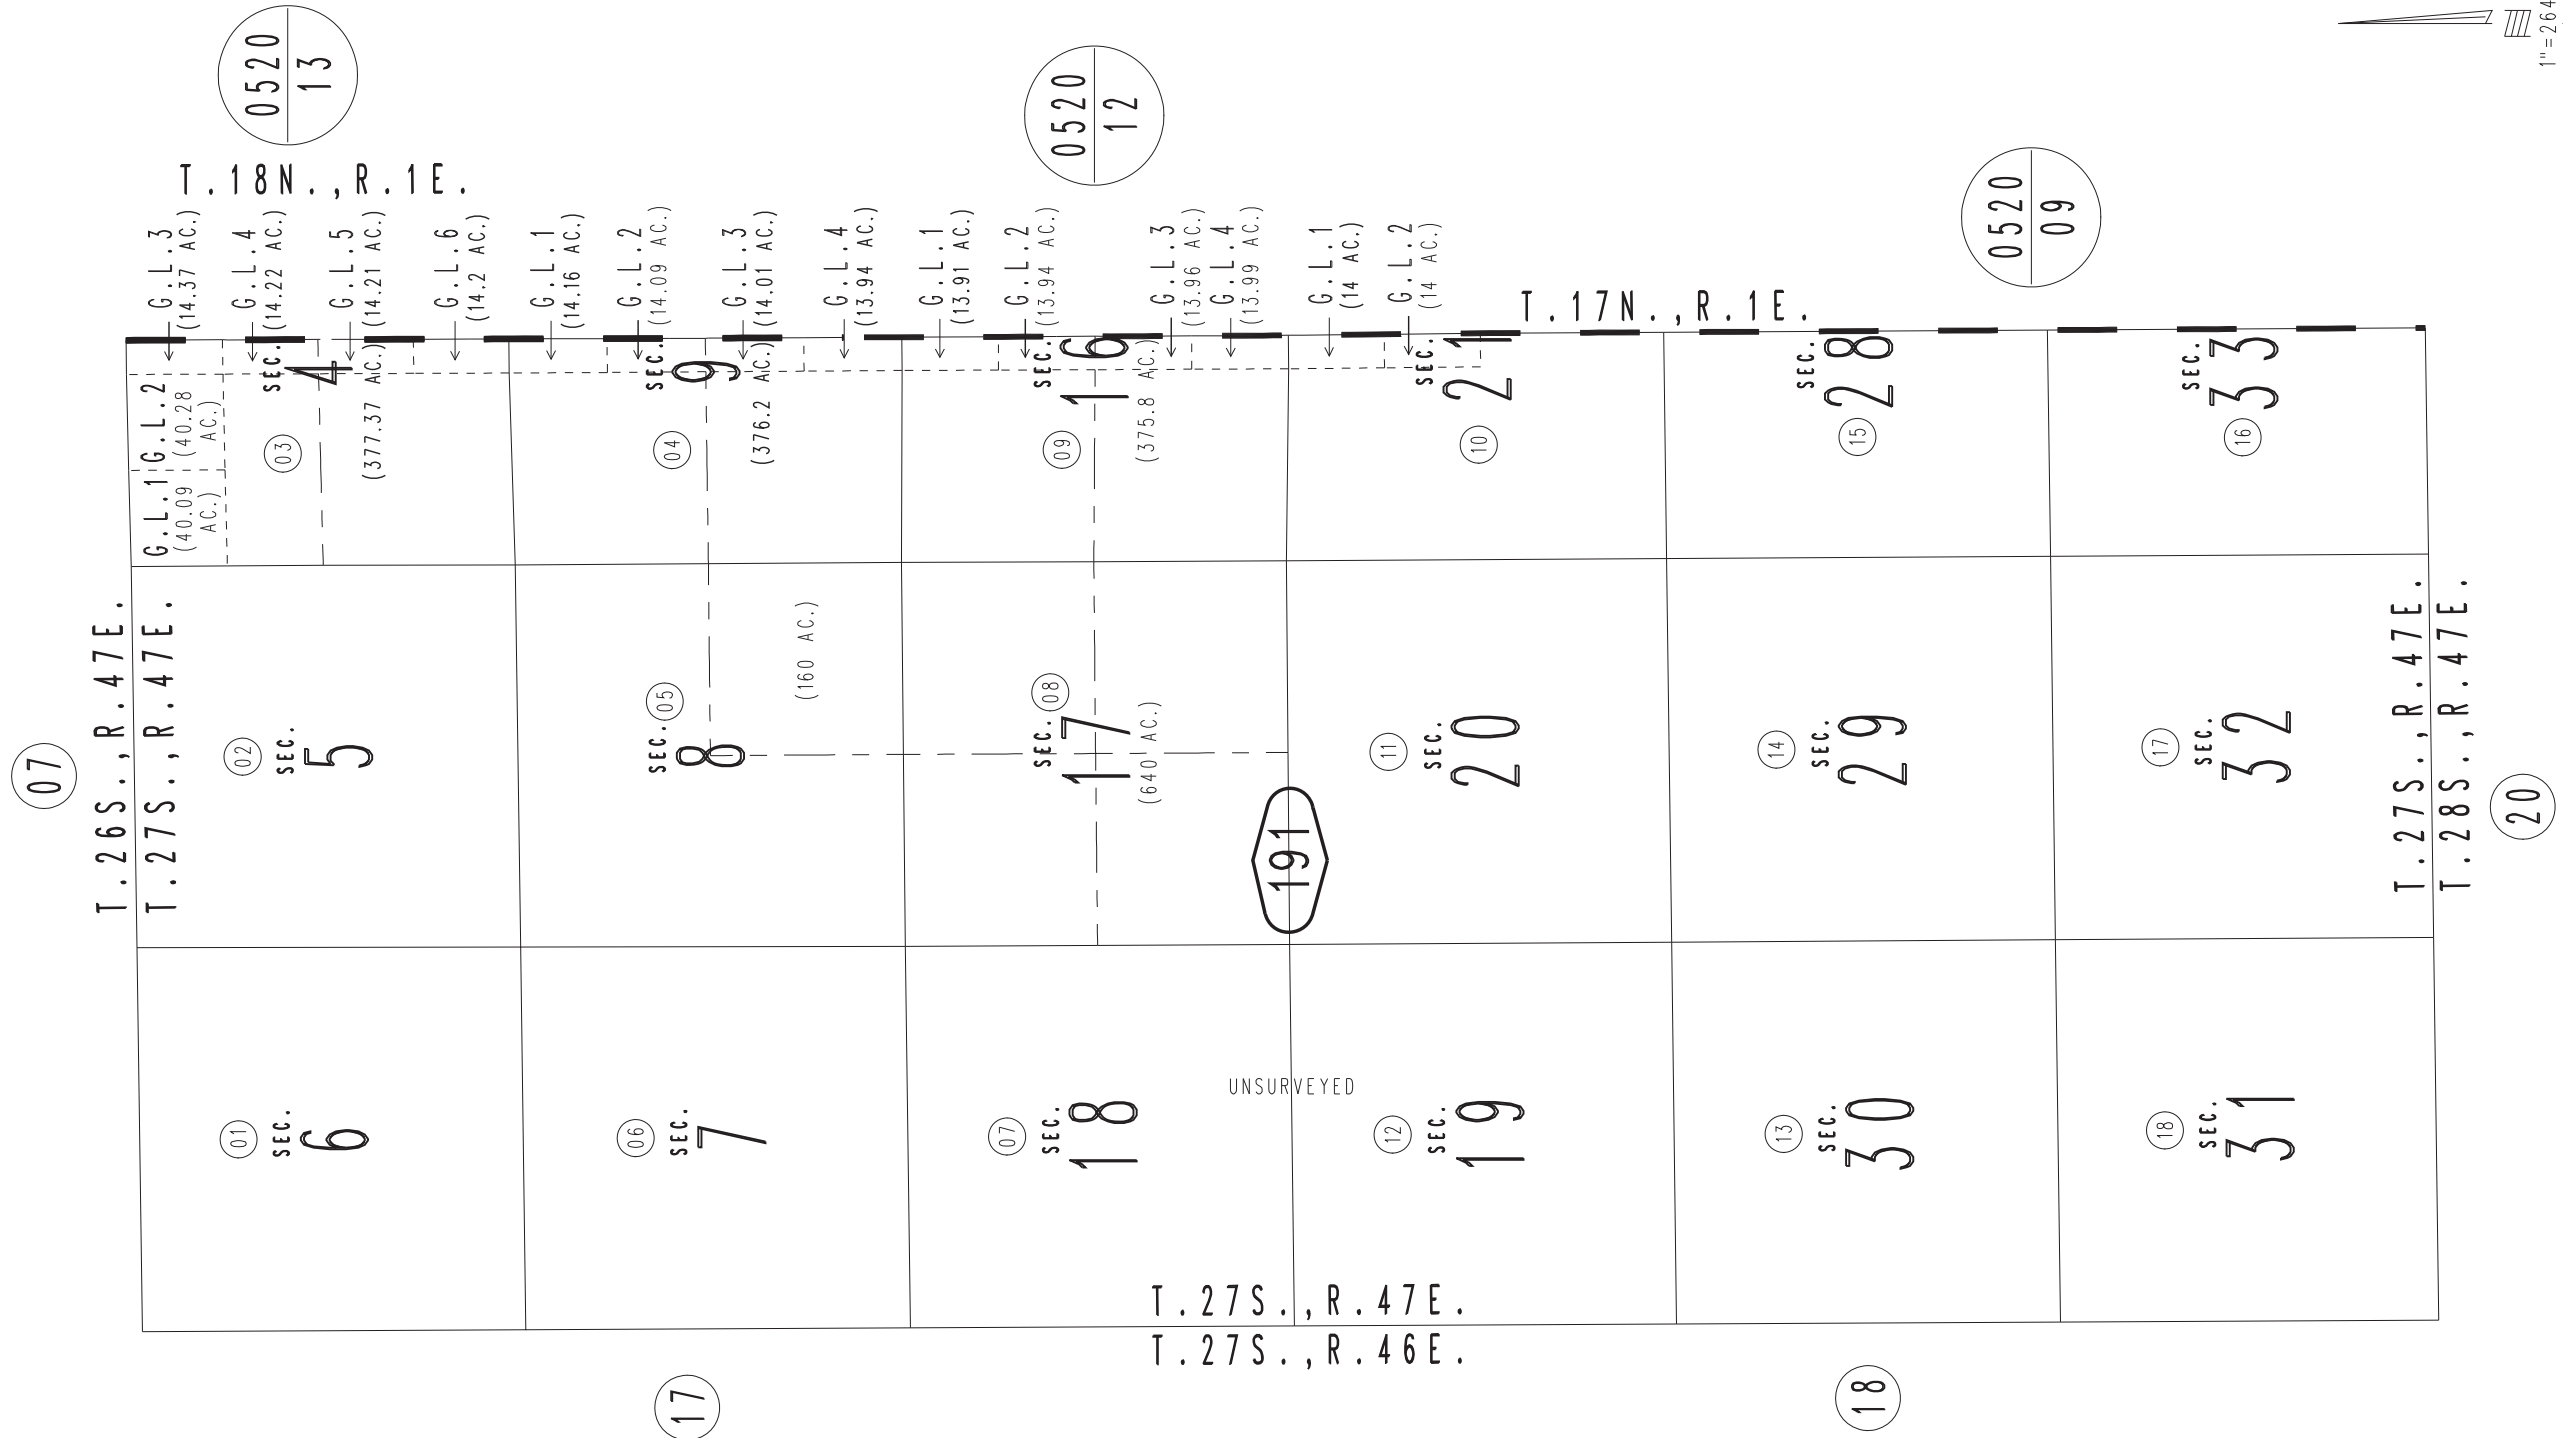 0520
13
0520
12
0520
09
1"=264
T.18N.,R.1E.
T.17N.,R.1E.
G.L.3
(14.37 AC.)
G.L.4
(14.22 AC.)
G.L.5
(14.21 AC.)
G.L.6
(14.2 AC.)
G.L.1
(14.16 AC.)
G.L.2
(14.09 AC.)
G.L.3
(14.01 AC.)
G.L.4
(13.94 AC.)
G.L.1
(13.91 AC.)
G.L.2
(13.94 AC.)
G.L.3
(13.96 AC.)
G.L.4
(13.99 AC.)
G.L.1
(14 AC.)
G.L.2
(14 AC.)
G.L.2
(40.28
AC.)
G.L.1
(40.09
AC.)
03
SEC.
4
(377.37 AC.)
04
SEC.
9
(376.2 AC.)
09
SEC.
16
(375.8 AC.)
10
SEC.
21
15
SEC.
28
16
SEC.
33
07
T.26S.,R.47E.
T.27S.,R.47E.
02
SEC.
5
05
SEC.
8
(160 AC.)
08
SEC.
17
(640 AC.)
191
11
SEC.
20
14
SEC.
29
17
SEC.
32
T.27S.,R.47E.
T.28S.,R.47E.
20
01
SEC.
6
06
SEC.
7
07
SEC.
18
UNSURVEYED
12
SEC.
19
13
SEC.
30
18
SEC.
31
T.27S.,R.47E.
T.27S.,R.46E.
17
18